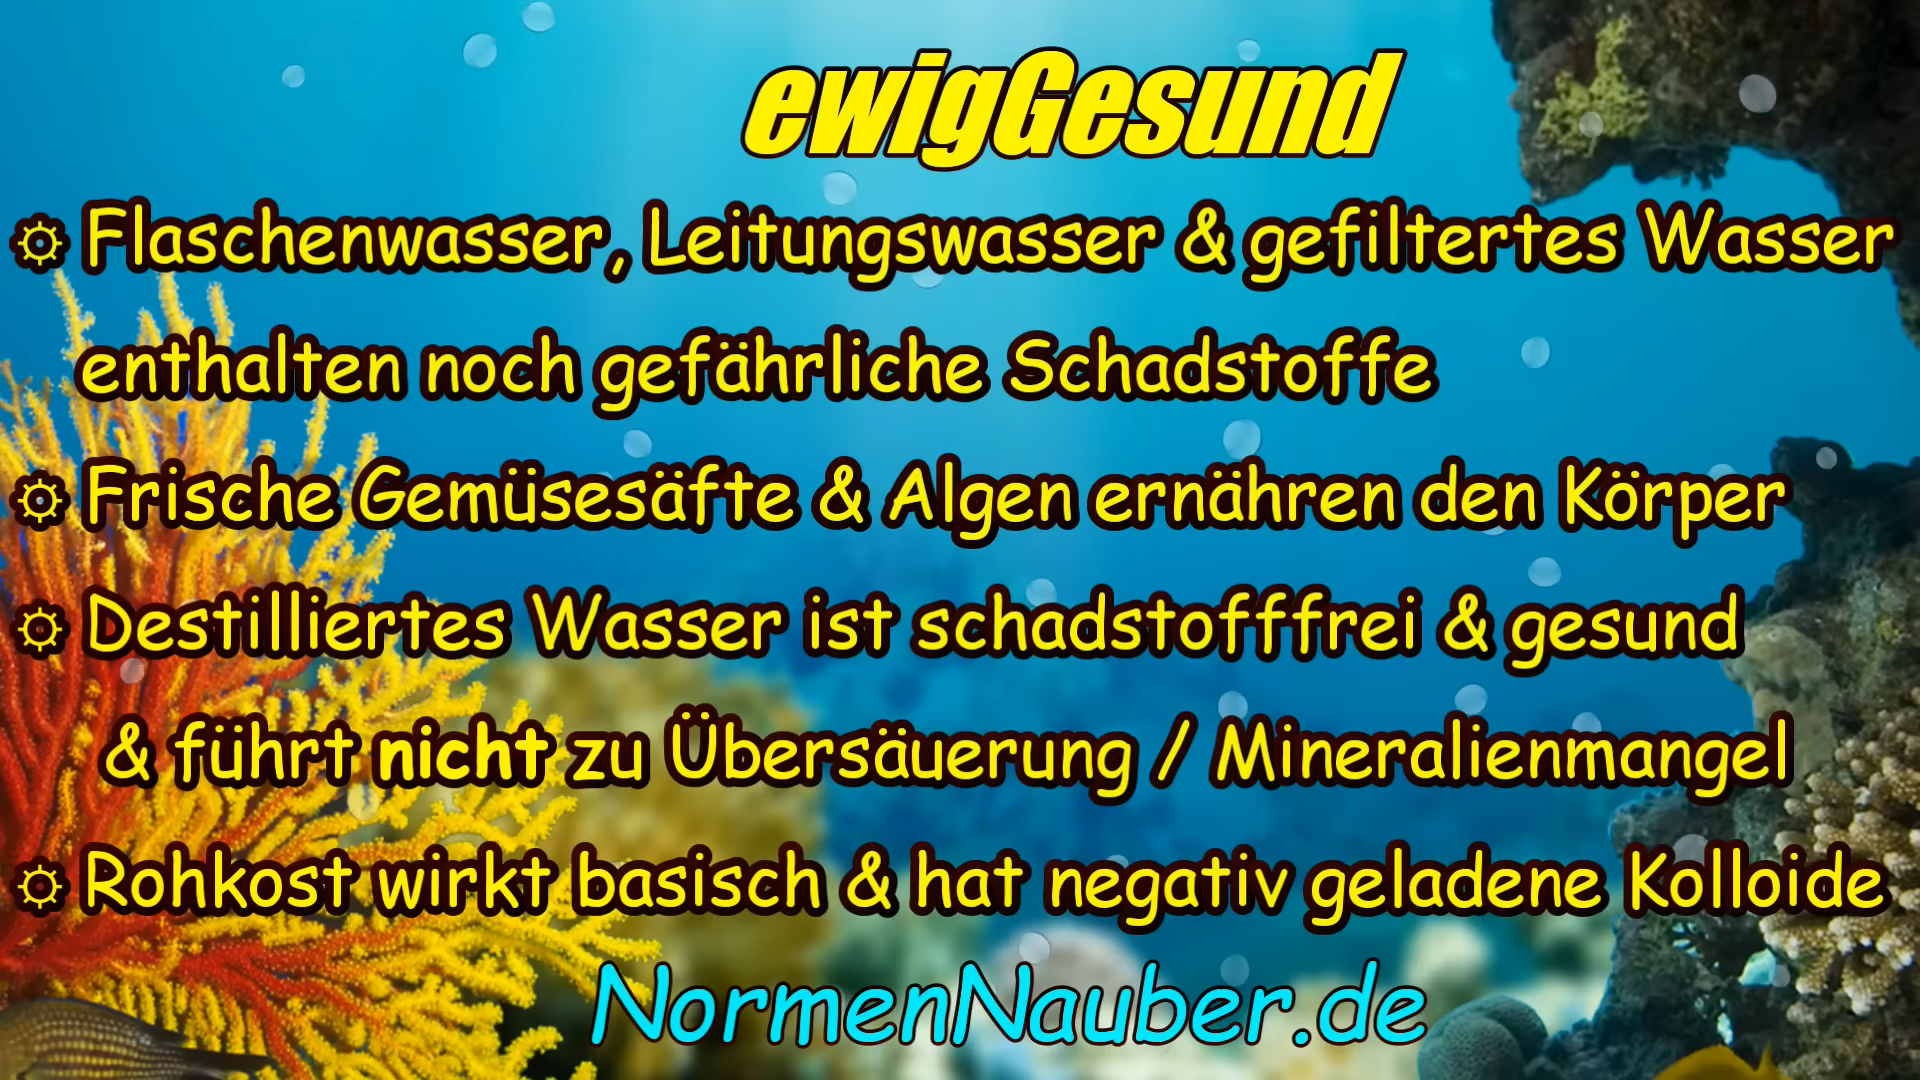 ewigGesund
☼ Flaschenwasser, Leitungswasser & gefiltertes Wasser
enthalten noch gefährliche Schadstoffe
☼ Frische Gemüsesäfte & Algen ernähren den Körper
☼ Destilliertes Wasser ist schadstofffrei & gesund
& führt nicht zu Übersäuerung / Mineralienmangel
☼ Rohkost wirkt basisch & hat negativ geladene Kolloide
NormenNauber.de